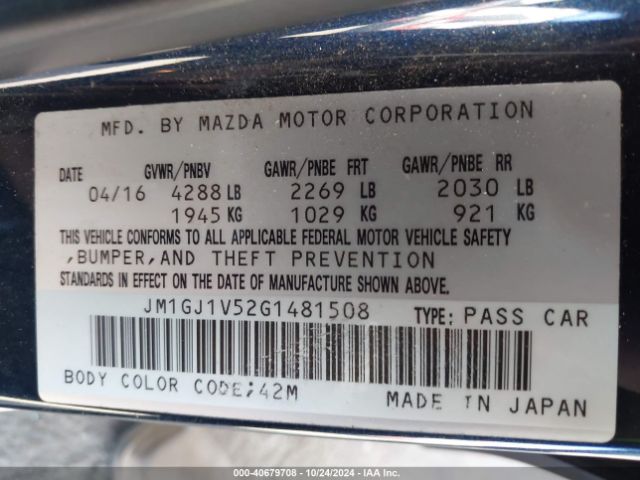 MFD. BY MAZDA MOTOR CORPORATION
DATE GVWR/PNBV GAWR/PNBE FRT GAWR/PNBE RR
04/16 4288 LB 2269 LB 2030 LB
1945 KG 1029 KG 921 KG
THIS VEHICLE CONFORMS TO ALL APPLICABLE FEDERAL MOTOR VEHICLE SAFETY
,BUMPER,AND THEFT PREVENTION
STANDARDS IN EFFECT ON THE DATE OF MANUFACTURE SHOWN ABOVE.
JM1GJ1V52G1481508 TYPE: PASS CAR
BODY COLOR CODE;42M
MADE IN JAPAN
000-40679708 - 10/24/2024 - IAA Inc.